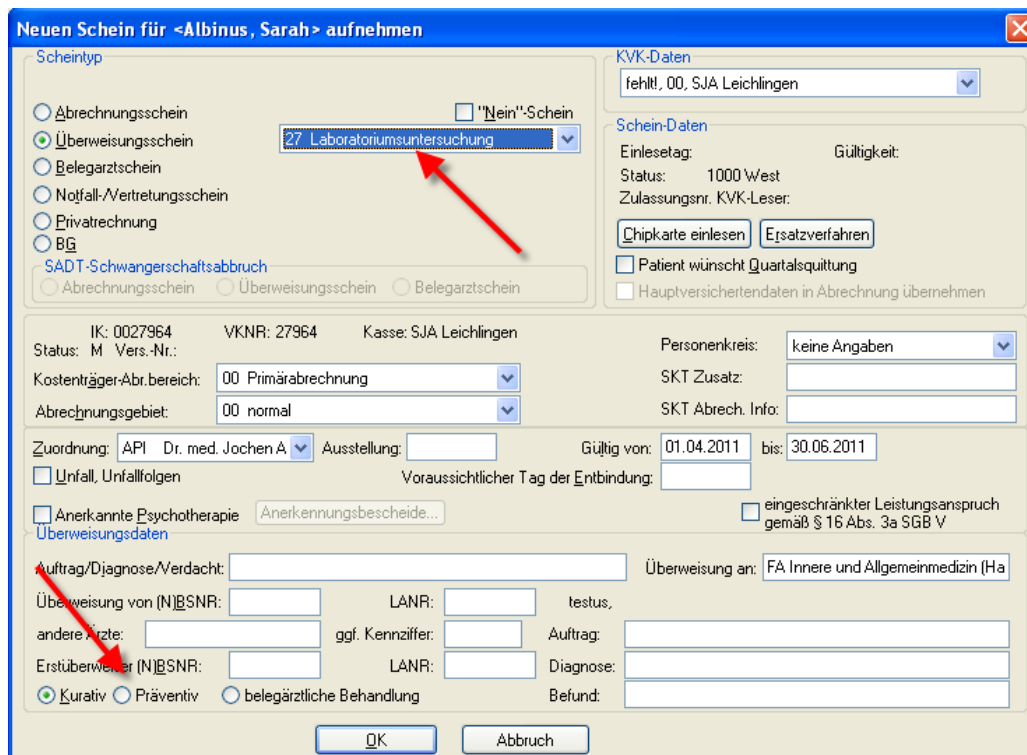 Neuen Schein für <Albinus, Sarah> aufnehmen
Scheintyp
Abrechnungsschein
"Nein"-Schein
Überweisungsschein
27 Laboratoriumsuntersuchung
Belegarztschein
Notfall-/Vertretungsschein
Privatrechnung
BG
SADT-Schwangerschaftsabbruch
Abrechnungsschein Überweisungsschein Belegarztschein
KVK-Daten
fehlt!, 00, SJA Leichlingen
Schein-Daten
Einlesetag: Gültigkeit:
Status: 1000 West
Zulassungsnr. KVK-Leser:
Chipkarte einlesen Ersatzverfahren
Patient wünscht Quartalsquittung
Hauptversichertendaten in Abrechnung übernehmen
IK: 0027964 VKNR: 27964 Kasse: SJA Leichlingen
Status: M Vers.-Nr.:
Kostenträger-Abr.bereich: 00 Primärabrechnung
Abrechnungsgebiet: 00 normal
Personenkreis: keine Angaben
SKT Zusatz:
SKT Abrech. Info:
Zuordnung: API Dr. med. Jochen A Ausstellung: Gültig von: 01.04.2011 bis: 30.06.2011
Unfall, Unfallfolgen Voraussichtlicher Tag der Entbindung:
Anerkannte Psychotherapie Anerkennungsbescheide...
eingeschränkter Leistungsanspruch
gemäß § 16 Abs. 3a SGB V
Überweisungsdaten
Auftrag/Diagnose/Verdacht: Überweisung an: FA Innere und Allgemeinmedizin (Ha
Überweisung von (N)BSNR: LANR: testus,
andere Ärzte: ggf. Kennziffer: Auftrag:
Erstüberweiser (N)BSNR: LANR: Diagnose:
Kurativ Präventiv belegärztliche Behandlung Befund:
OK Abbruch